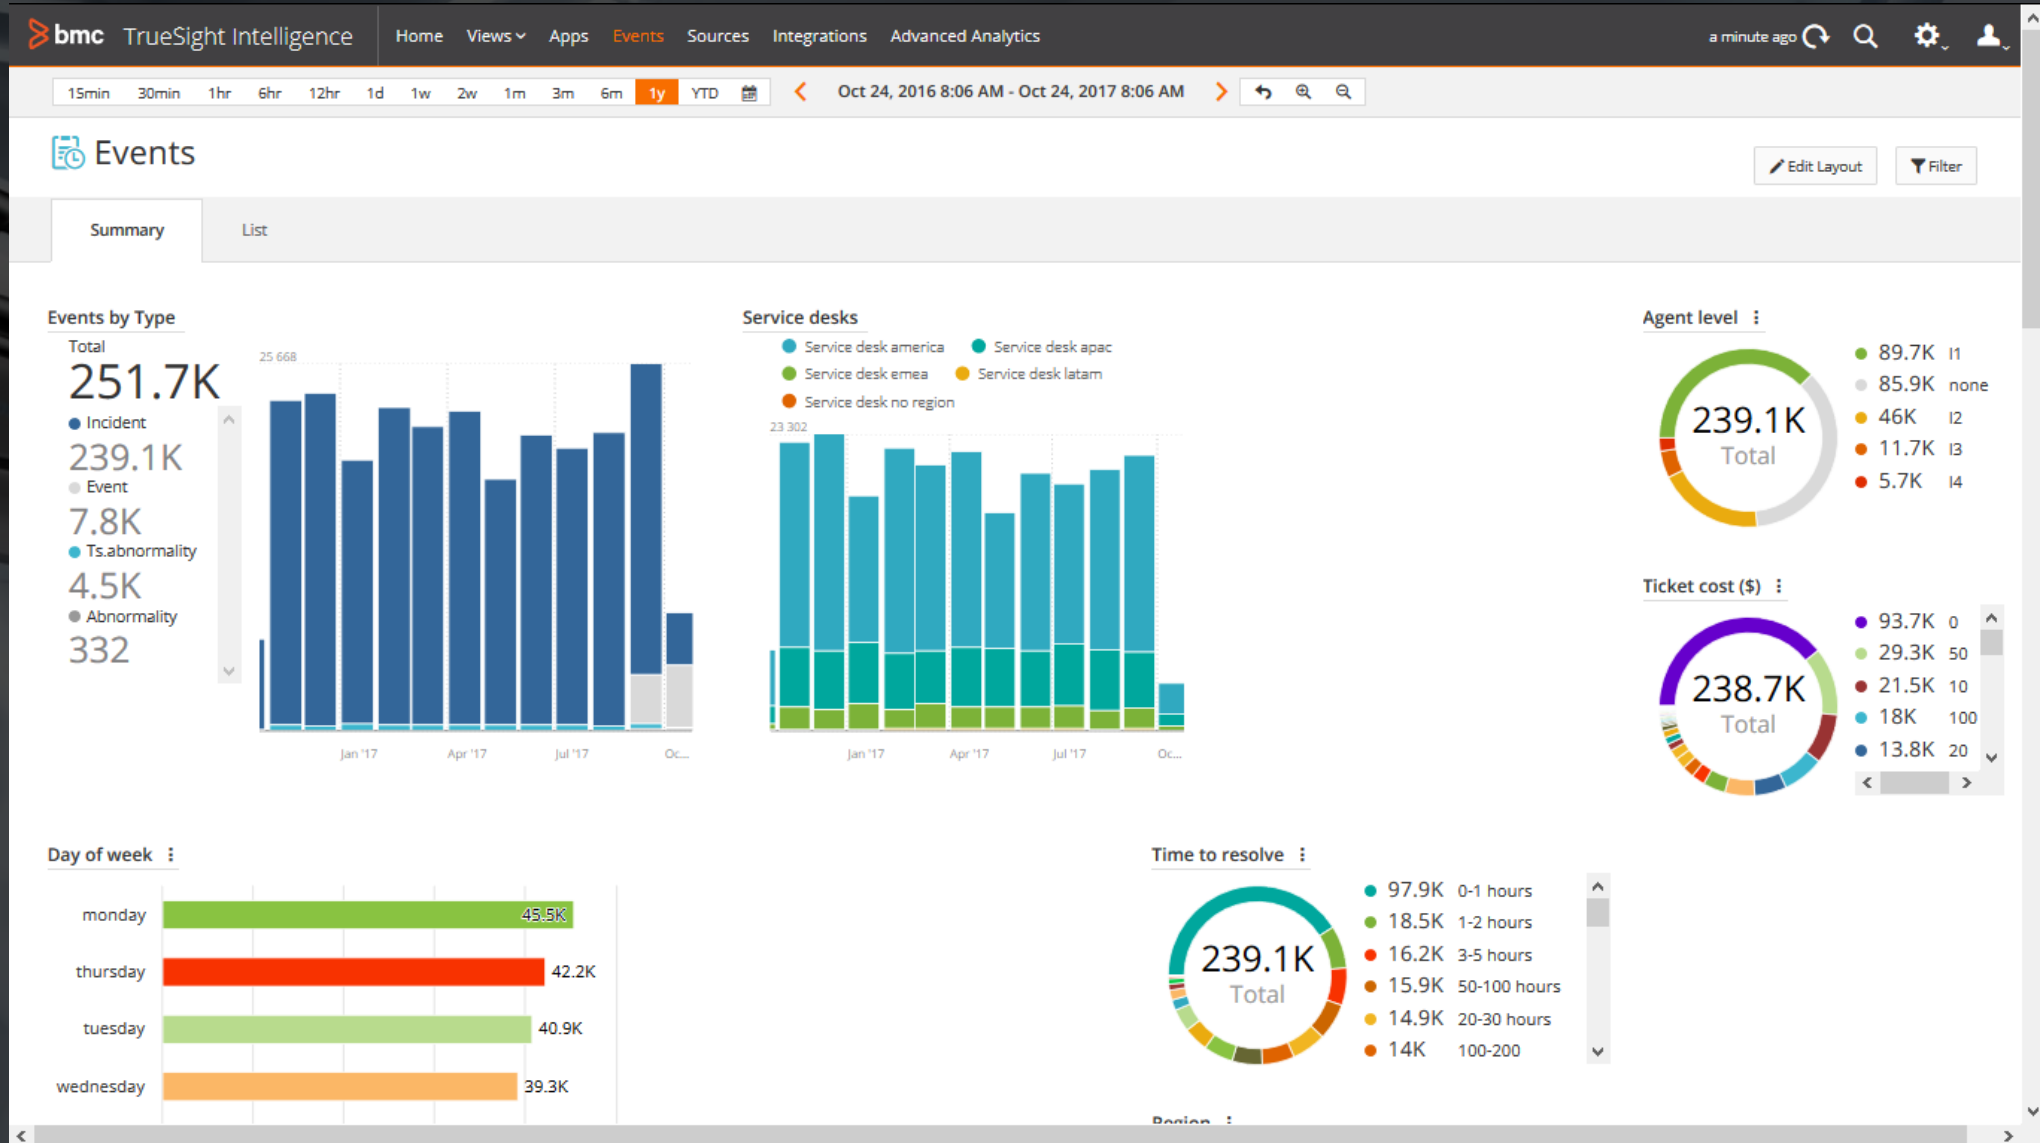 bmc TrueSight Intelligence Home Views Apps Events Sources Integrations Advanced Analytics a minute ago
15min 30min 1hr 6hr 12hr 1d 1w 2w 1m 3m 6m 1y YTD Oct 24, 2016 8:06 AM - Oct 24, 2017 8:06 AM
Events
Edit Layout Filter
Summary List
Events by Type
Total
251.7K
Incident
239.1K
Event
7.8K
Ts.abnormality
4.5K
Abnormality
332
25 668
Jan '17 Apr '17 Jul '17 Oc...
Service desks
Service desk america Service desk apac
Service desk emea Service desk latam
Service desk no region
23 302
Jan '17 Apr '17 Jul '17 Oc...
Agent level
239.1K
Total
89.7K l1
85.9K none
46K l2
11.7K l3
5.7K l4
Ticket cost ($)
238.7K
Total
93.7K 0
29.3K 50
21.5K 10
18K 100
13.8K 20
Day of week
monday 45.5K
thursday 42.2K
tuesday 40.9K
wednesday 39.3K
Time to resolve
239.1K
Total
97.9K 0-1 hours
18.5K 1-2 hours
16.2K 3-5 hours
15.9K 50-100 hours
14.9K 20-30 hours
14K 100-200
Region